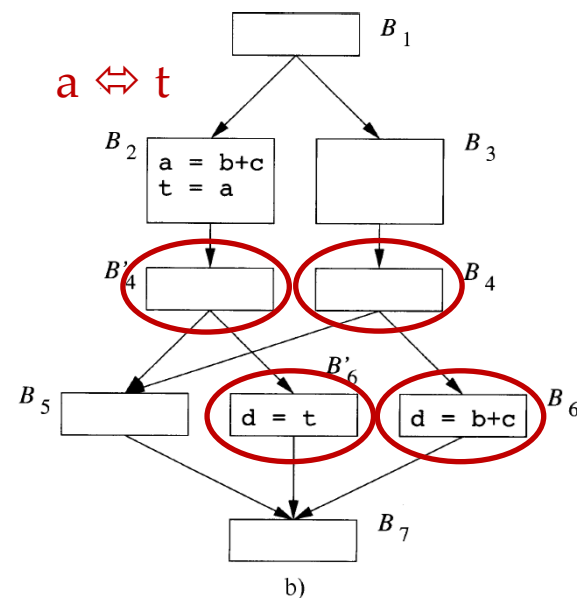 B1
a ⇔ t
B2
a = b+c
t = a
B3
B'4
B4
B'6
B5
d = t
d = b+c
B6
B7
b)